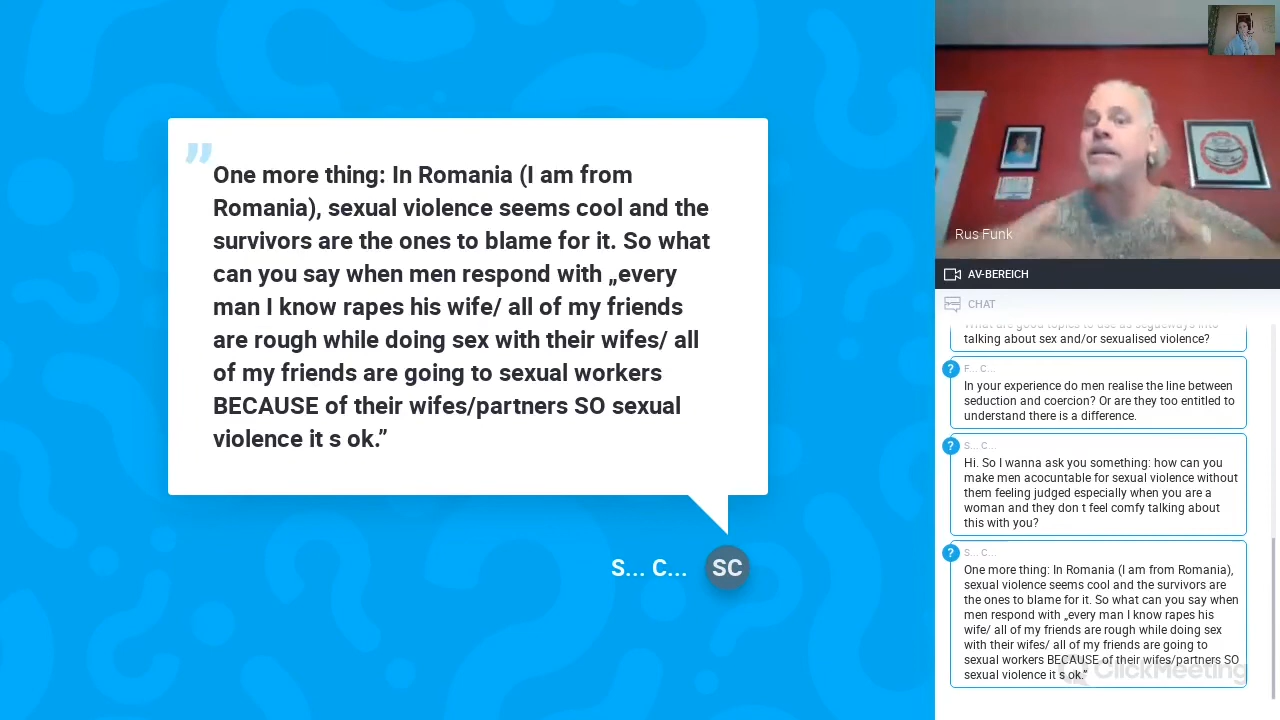 ”
One more thing: In Romania (I am from
Romania), sexual violence seems cool and the
survivors are the ones to blame for it. So what
can you say when men respond with „every
man I know rapes his wife/ all of my friends
are rough while doing sex with their wifes/ all
of my friends are going to sexual workers
BECAUSE of their wifes/partners SO sexual
violence it s ok.”
S... C...
SC
Rus Funk
AV-BEREICH
CHAT
What are good topics to use as segueways into
talking about sex and/or sexualised violence?
?
F... C...
In your experience do men realise the line between
seduction and coercion? Or are they too entitled to
understand there is a difference.
?
S... C...
Hi. So I wanna ask you something: how can you
make men acocuntable for sexual violence without
them feeling judged especially when you are a
woman and they don t feel comfy talking about
this with you?
?
S... C...
One more thing: In Romania (I am from Romania),
sexual violence seems cool and the survivors are
the ones to blame for it. So what can you say when
men respond with „every man I know rapes his
wife/ all of my friends are rough while doing sex
with their wifes/ all of my friends are going to
sexual workers BECAUSE of their wifes/partners SO
sexual violence it s ok.”
ClickMeeting